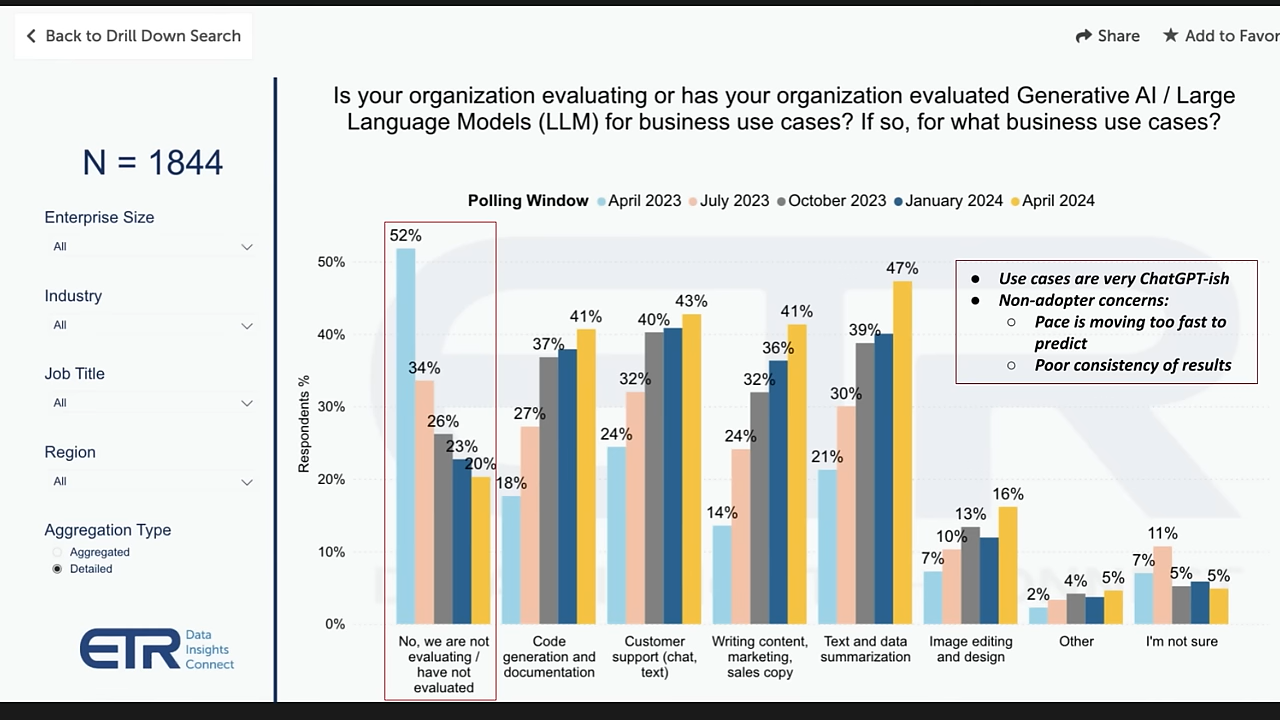 Back to Drill Down Search
Share
Add to Favor
Is your organization evaluating or has your organization evaluated Generative AI / Large
Language Models (LLM) for business use cases? If so, for what business use cases?
N = 1844
Enterprise Size
All
Industry
All
Job Title
All
Region
All
Aggregation Type
Aggregated
Detailed
ETR Data
Insights
Connect
Polling Window April 2023 July 2023 October 2023 January 2024 April 2024
Respondents %
50%
40%
30%
20%
10%
0%
52%
34%
26%
23%
20%
18%
27%
37%
41%
24%
32%
40%
43%
14%
24%
32%
36%
41%
21%
30%
39%
47%
7%
10%
13%
16%
2%
4%
5%
7%
11%
5%
5%
Use cases are very ChatGPT-ish
Non-adopter concerns:
Pace is moving too fast to
predict
Poor consistency of results
No, we are not
evaluating /
have not
evaluated
Code
generation and
documentation
Customer
support (chat,
text)
Writing content,
marketing,
sales copy
Text and data
summarization
Image editing
and design
Other
I'm not sure